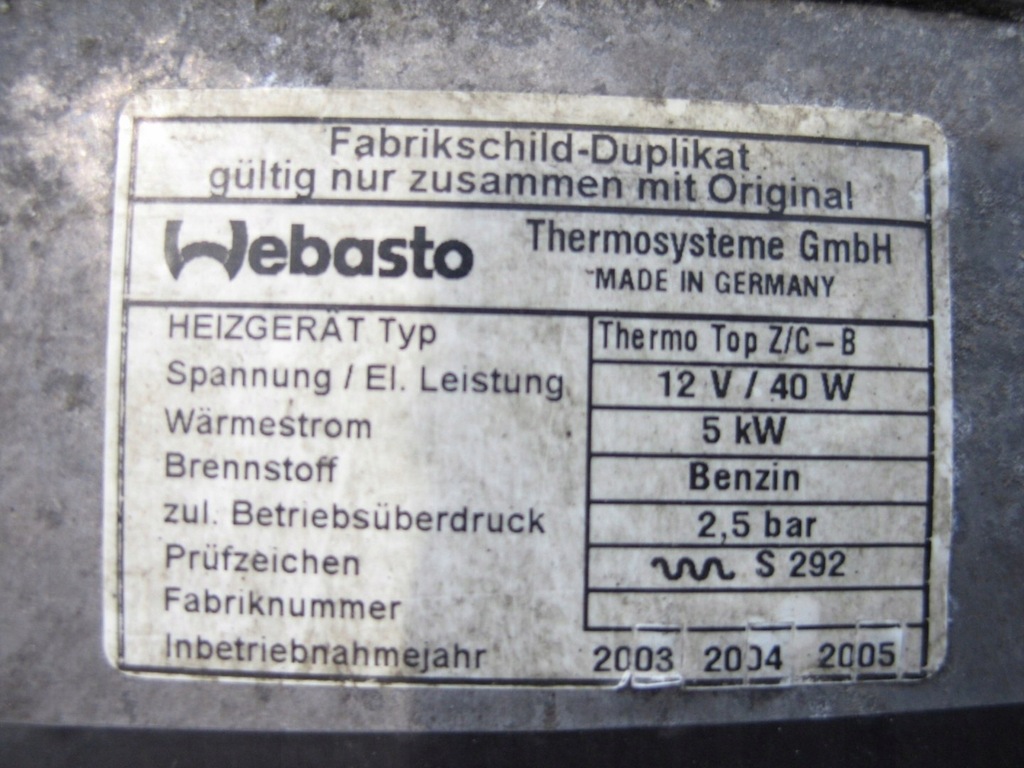 Fabrikschild-Duplikat
gültig nur zusammen mit Original
Webasto Thermosysteme GmbH
MADE IN GERMANY
HEIZGERÄT Typ Thermo Top Z/C – B
Spannung / El. Leistung 12 V / 40 W
Wärmestrom 5 kW
Brennstoff Benzin
zul. Betriebsüberdruck 2,5 bar
Prüfzeichen S 292
Fabriknummer
Inbetriebnahmejahr 2003 2004 2005